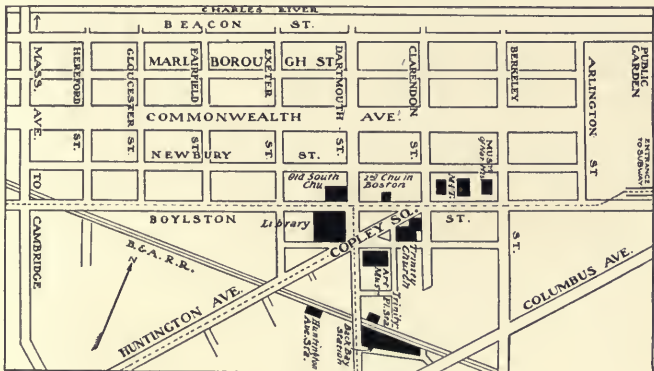 CHARLES RIVER
BEACON ST.
MASS. AVE. TO CAMBRIDGE
HEREFORD ST.
GLOUCESTER ST.
FAIRFIELD ST.
EXETER ST.
DARTMOUTH ST.
CLARENDON ST.
BERKELEY ST.
ARLINGTON ST
PUBLIC GARDEN
ENTRANCE TO SUBWAY
MARLBOROUGH ST.
COMMONWEALTH AVE.
NEWBURY ST.
Old South Chu
2nd Chu in Boston
M.I.T.
BOYLSTON ST.
Library
COPLEY SQ.
Trinity Church
Art Mus.
Trinity Pl. Sta.
B. & A. R. R.
N
HUNTINGTON AVE.
Huntington Ave. Sta.
Back Bay Station
COLUMBUS AVE.